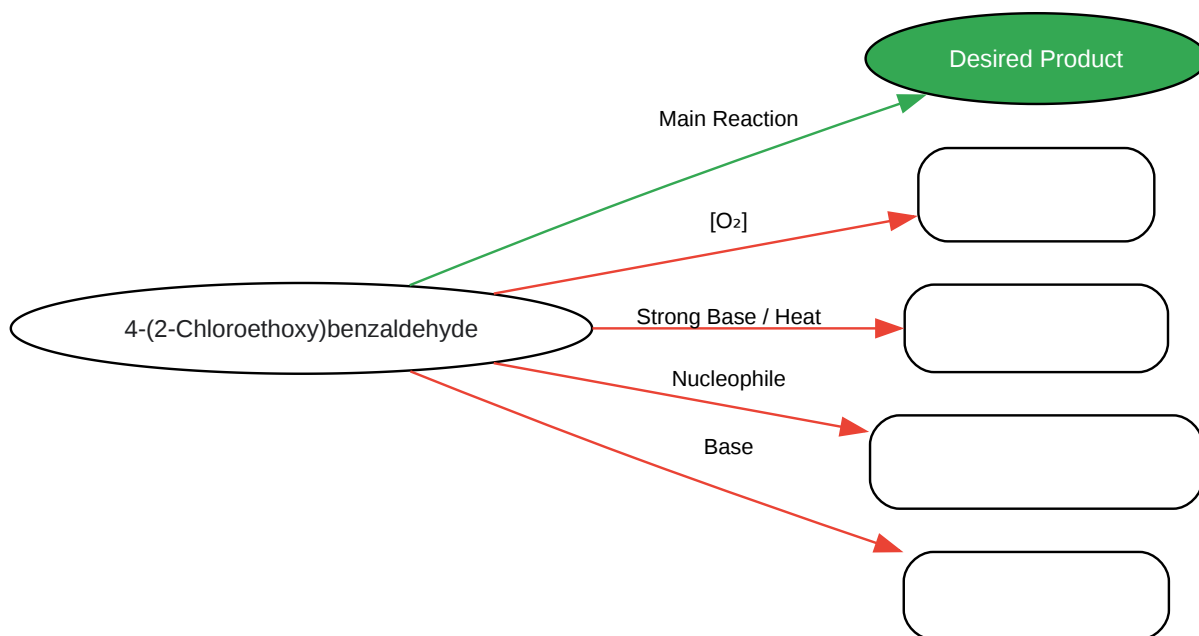 Desired Product
Main Reaction
[O₂]
4-(2-Chloroethoxy)benzaldehyde
Strong Base / Heat
Nucleophile
Base